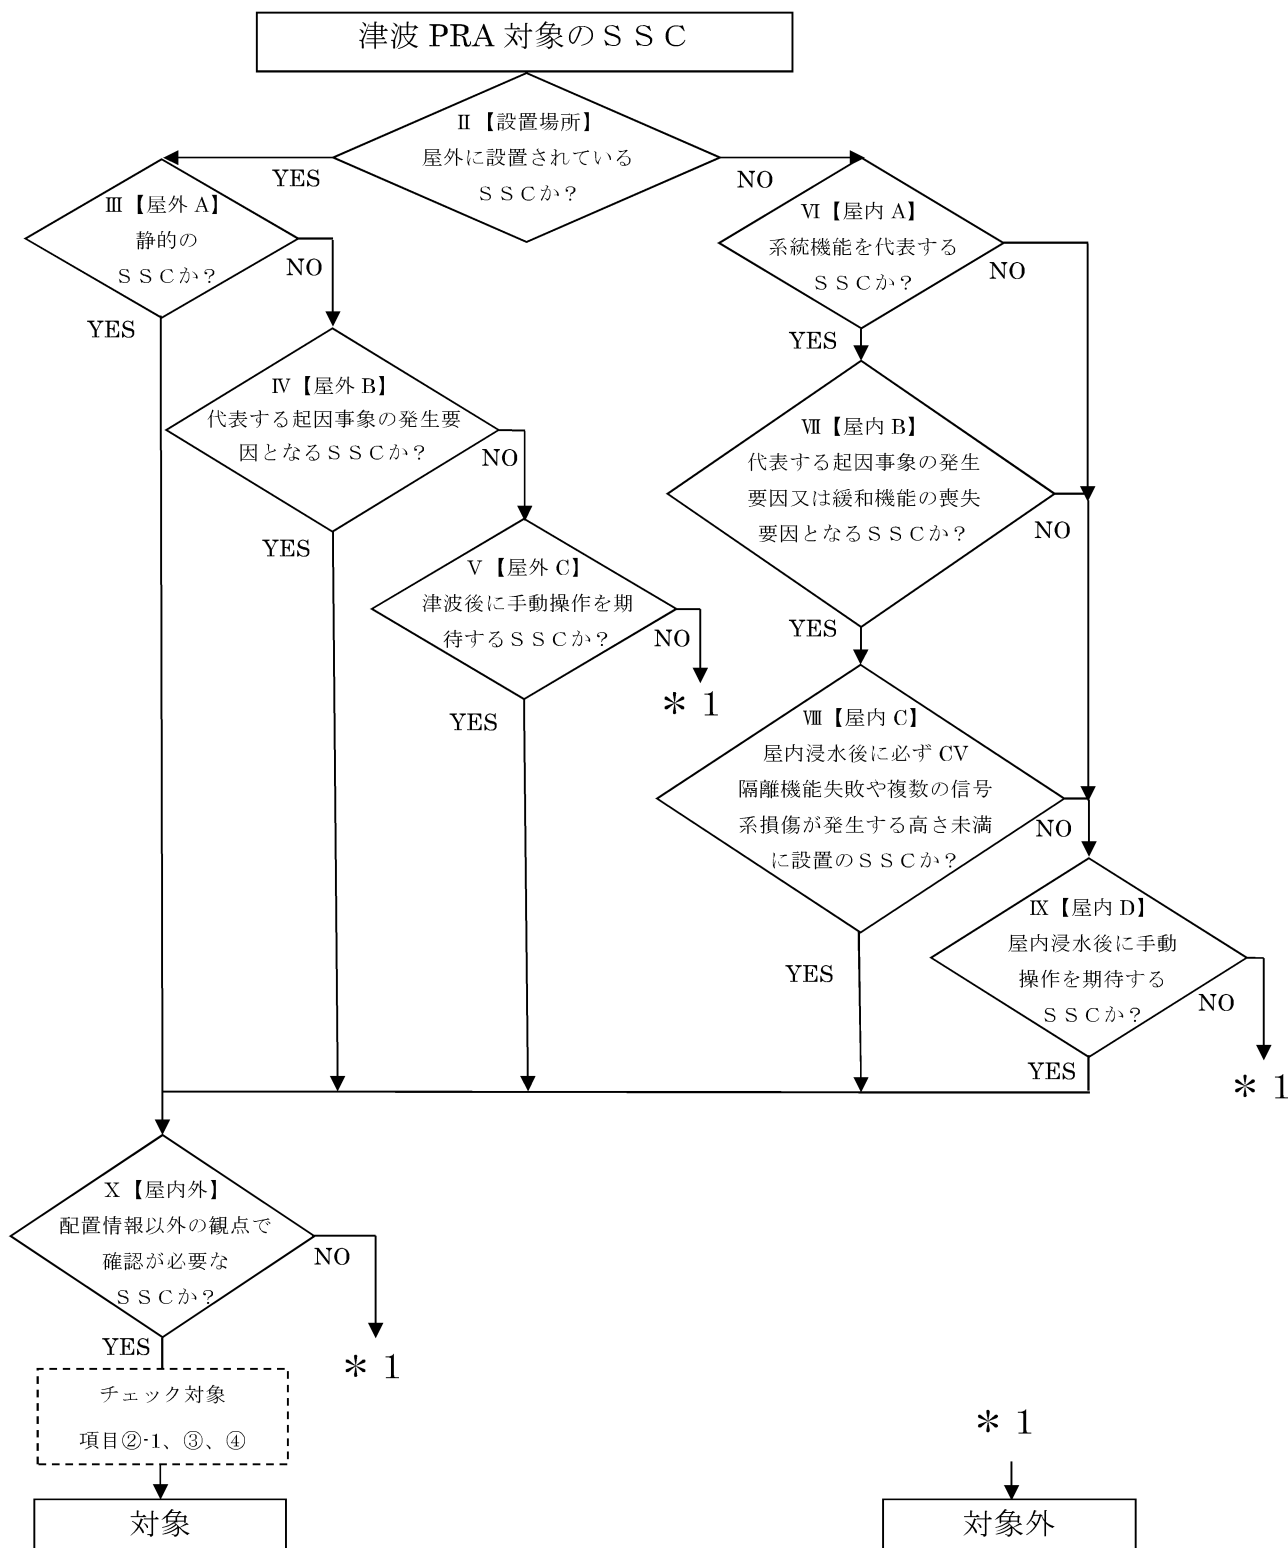 津波 PRA 対象のＳＳＣ
Ⅱ【設置場所】
屋外に設置されている
ＳＳＣか？
YES
NO
Ⅲ【屋外 A】
静的の
ＳＳＣか？
NO
YES
Ⅵ【屋内 A】
系統機能を代表する
ＳＳＣか？
NO
YES
Ⅳ【屋外 B】
代表する起因事象の発生要
因となるＳＳＣか？
NO
YES
Ⅶ【屋内 B】
代表する起因事象の発生
要因又は緩和機能の喪失
要因となるＳＳＣか？
NO
YES
Ⅴ【屋外 C】
津波後に手動操作を期
待するＳＳＣか？
NO
＊1
YES
Ⅷ【屋内 C】
屋内浸水後に必ず CV
隔離機能失敗や複数の信号
系損傷が発生する高さ未満
に設置のＳＳＣか？
NO
YES
Ⅸ【屋内 D】
屋内浸水後に手動
操作を期待する
ＳＳＣか？
NO
YES
＊1
Ⅹ【屋内外】
配置情報以外の観点で
確認が必要な
ＳＳＣか？
NO
YES
＊1
チェック対象
項目②-1、③、④
対象
＊1
対象外